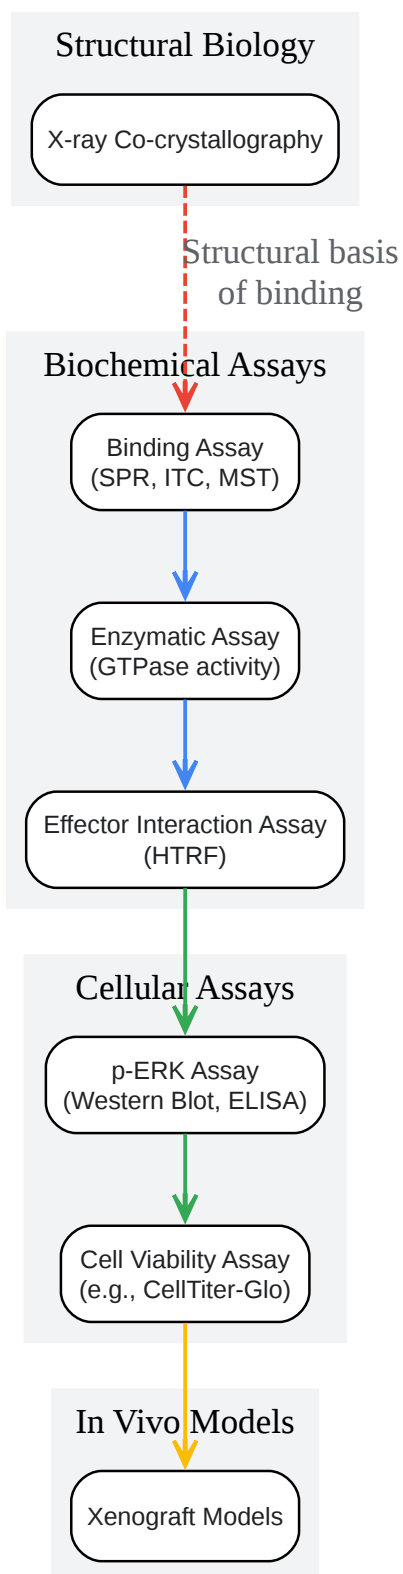 Structural Biology
X-ray Co-crystallography
Structural basis
of binding
Biochemical Assays
Binding Assay
(SPR, ITC, MST)
Enzymatic Assay
(GTPase activity)
Effector Interaction Assay
(HTRF)
Cellular Assays
p-ERK Assay
(Western Blot, ELISA)
Cell Viability Assay
(e.g., CellTiter-Glo)
In Vivo Models
Xenograft Models